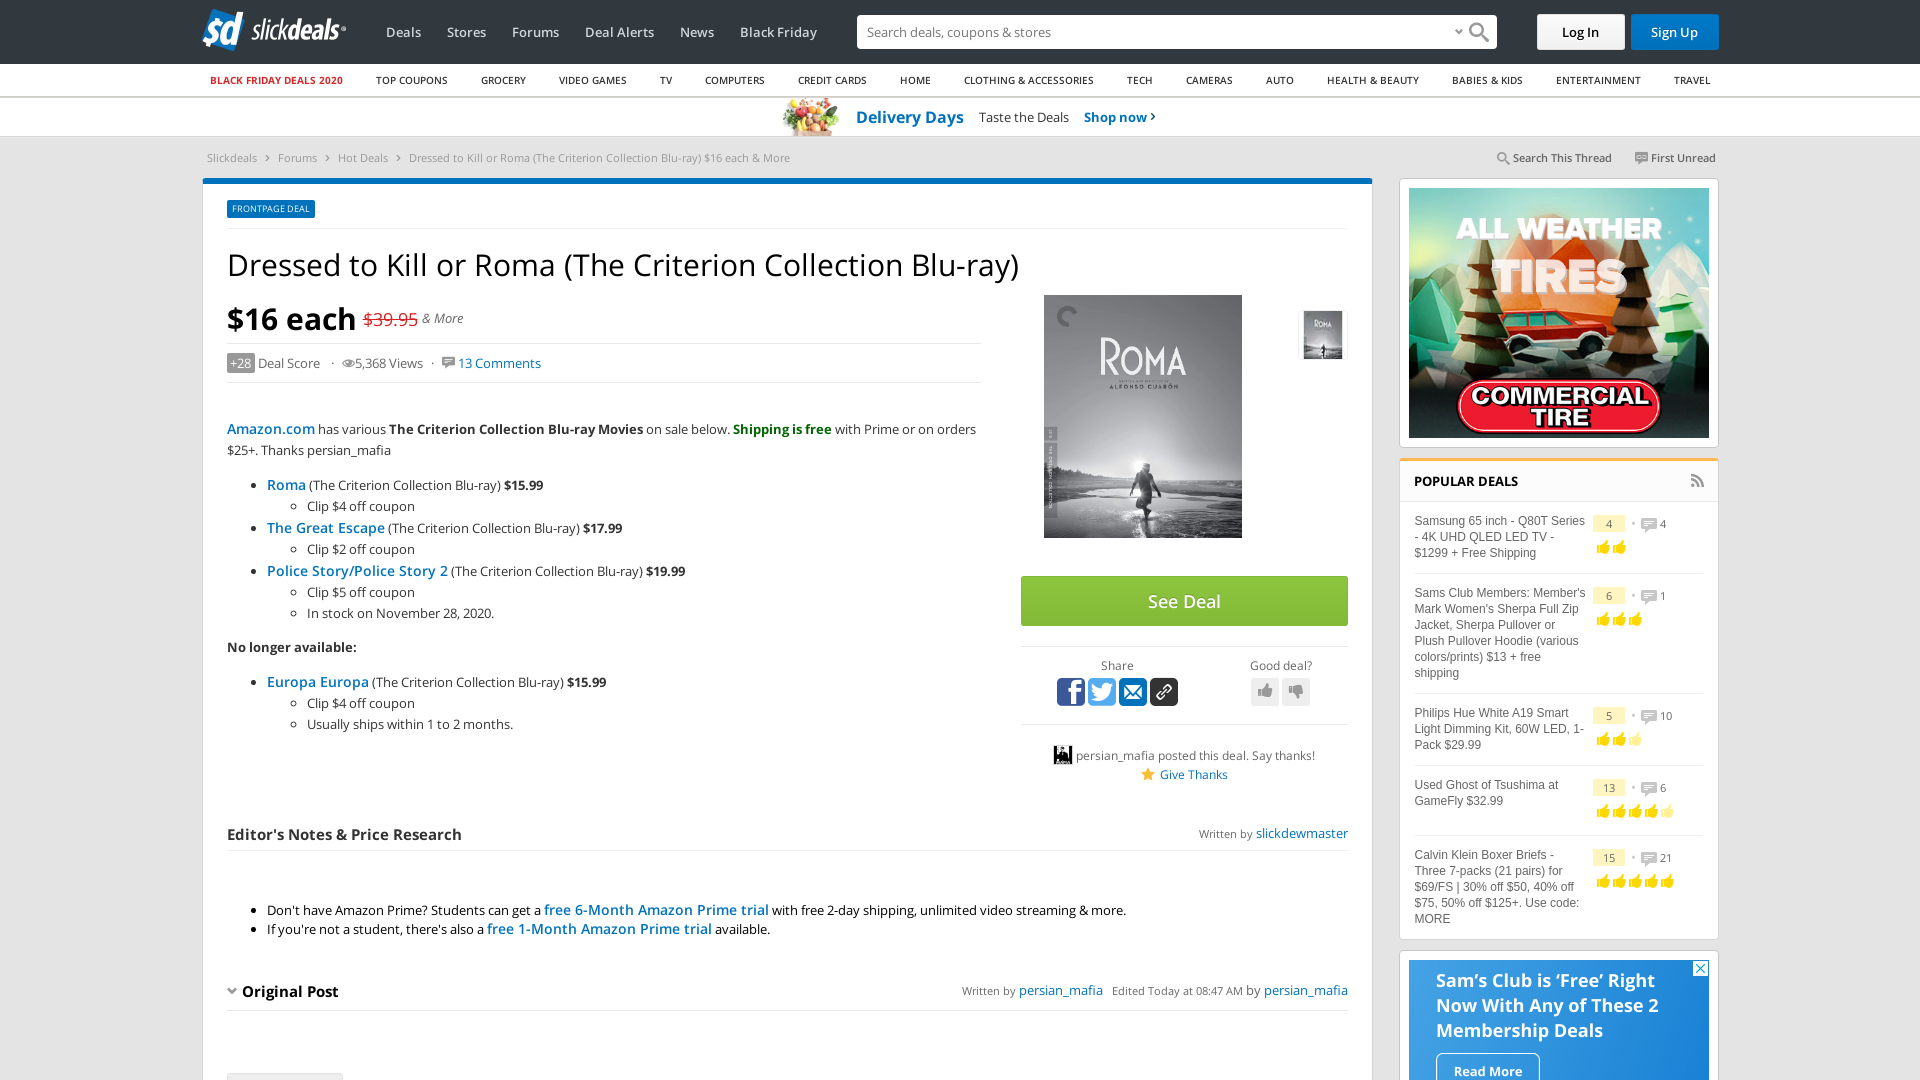 slickdeals
Deals
Stores
Forums
Deal Alerts
News
Black Friday
Search deals, coupons & stores
Log In
Sign Up
BLACK FRIDAY DEALS 2020
TOP COUPONS
GROCERY
VIDEO GAMES
TV
COMPUTERS
CREDIT CARDS
HOME
CLOTHING & ACCESSORIES
TECH
CAMERAS
AUTO
HEALTH & BEAUTY
BABIES & KIDS
ENTERTAINMENT
TRAVEL
Delivery Days Taste the Deals Shop now
Slickdeals › Forums › Hot Deals › Dressed to Kill or Roma (The Criterion Collection Blu-ray) $16 each & More
Search This Thread
First Unread
FRONTPAGE DEAL
Dressed to Kill or Roma (The Criterion Collection Blu-ray)
$16 each $39.95 & More
+28 Deal Score · 5,368 Views · 13 Comments
Amazon.com has various The Criterion Collection Blu-ray Movies on sale below. Shipping is free with Prime or on orders
$25+. Thanks persian_mafia
Roma (The Criterion Collection Blu-ray) $15.99
Clip $4 off coupon
The Great Escape (The Criterion Collection Blu-ray) $17.99
Clip $2 off coupon
Police Story/Police Story 2 (The Criterion Collection Blu-ray) $19.99
Clip $5 off coupon
In stock on November 28, 2020.
No longer available:
Europa Europa (The Criterion Collection Blu-ray) $15.99
Clip $4 off coupon
Usually ships within 1 to 2 months.
ROMA
ALFONSO CUARÓN
ROMA
See Deal
Share
Good deal?
persian_mafia posted this deal. Say thanks!
Give Thanks
Editor's Notes & Price Research
Written by slickdewmaster
Don't have Amazon Prime? Students can get a free 6-Month Amazon Prime trial with free 2-day shipping, unlimited video streaming & more.
If you're not a student, there's also a free 1-Month Amazon Prime trial available.
Original Post
Written by persian_mafia Edited Today at 08:47 AM by persian_mafia
ALL WEATHER
TIRES
COMMERCIAL
TIRE
POPULAR DEALS
Samsung 65 inch - Q80T Series
- 4K UHD QLED LED TV -
$1299 + Free Shipping
4 • 4
Sams Club Members: Member's
Mark Women's Sherpa Full Zip
Jacket, Sherpa Pullover or
Plush Pullover Hoodie (various
colors/prints) $13 + free
shipping
6 • 1
Philips Hue White A19 Smart
Light Dimming Kit, 60W LED, 1-
Pack $29.99
5 • 10
Used Ghost of Tsushima at
GameFly $32.99
13 • 6
Calvin Klein Boxer Briefs -
Three 7-packs (21 pairs) for
$69/FS | 30% off $50, 40% off
$75, 50% off $125+. Use code:
MORE
15 • 21
Sam's Club is 'Free' Right
Now With Any of These 2
Membership Deals
Read More